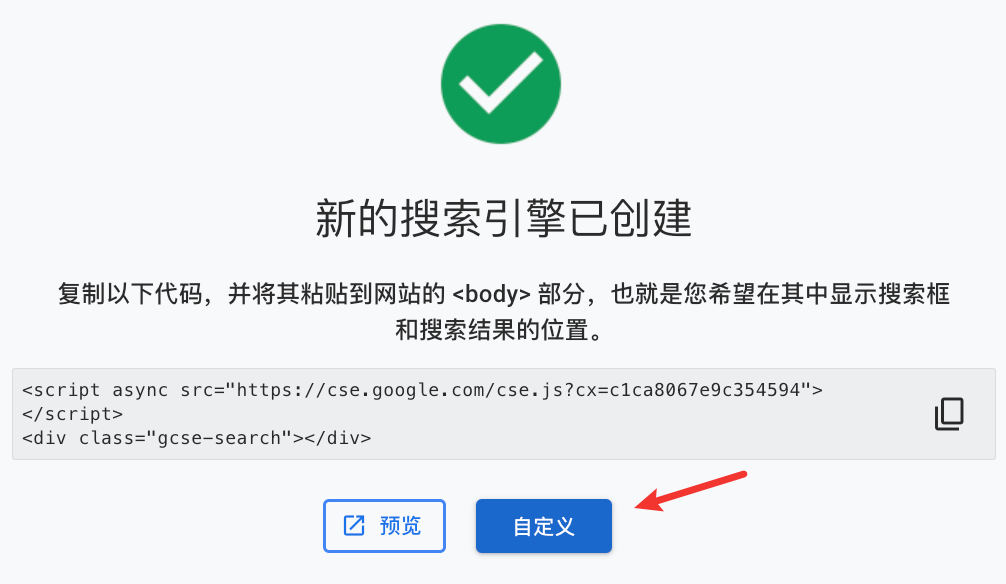 新的搜索引擎已创建
复制以下代码，并将其粘贴到网站的 <body> 部分，也就是您希望在其中显示搜索框
和搜索结果的位置。
<script async src="https://cse.google.com/cse.js?cx=c1ca8067e9c354594">
</script>
<div class="gcse-search"></div>
预览
自定义